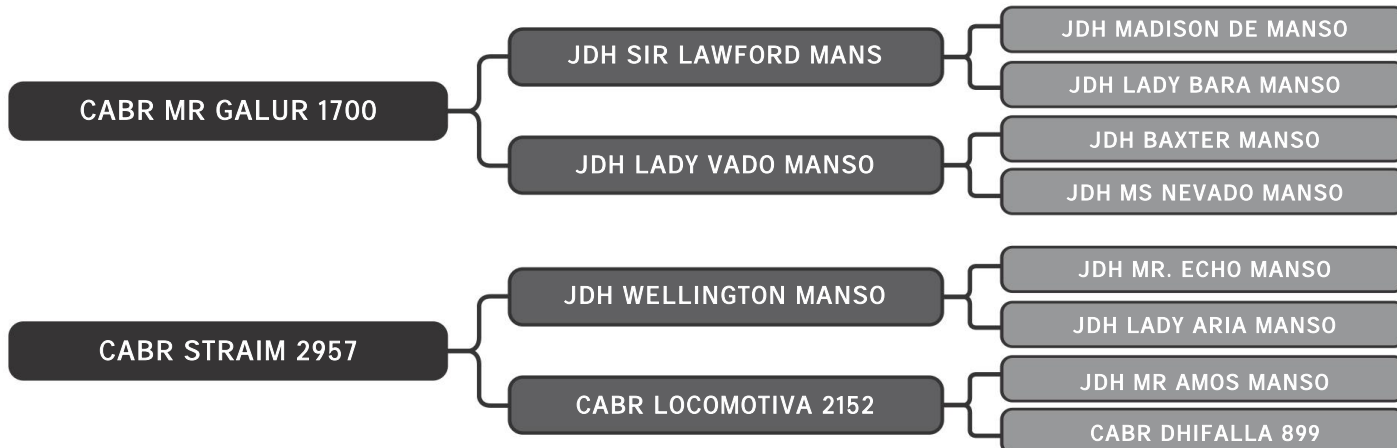 CABR MR GALUR 1700
JDH SIR LAWFORD MANS
JDH LADY VADO MANSO
JDH MADISON DE MANSO
JDH LADY BARA MANSO
JDH BAXTER MANSO
JDH MS NEVADO MANSO
CABR STRAIM 2957
JDH WELLINGTON MANSO
CABR LOCOMOTIVA 2152
JDH MR. ECHO MANSO
JDH LADY ARIA MANSO
JDH MR AMOS MANSO
CABR DHIFALLA 899